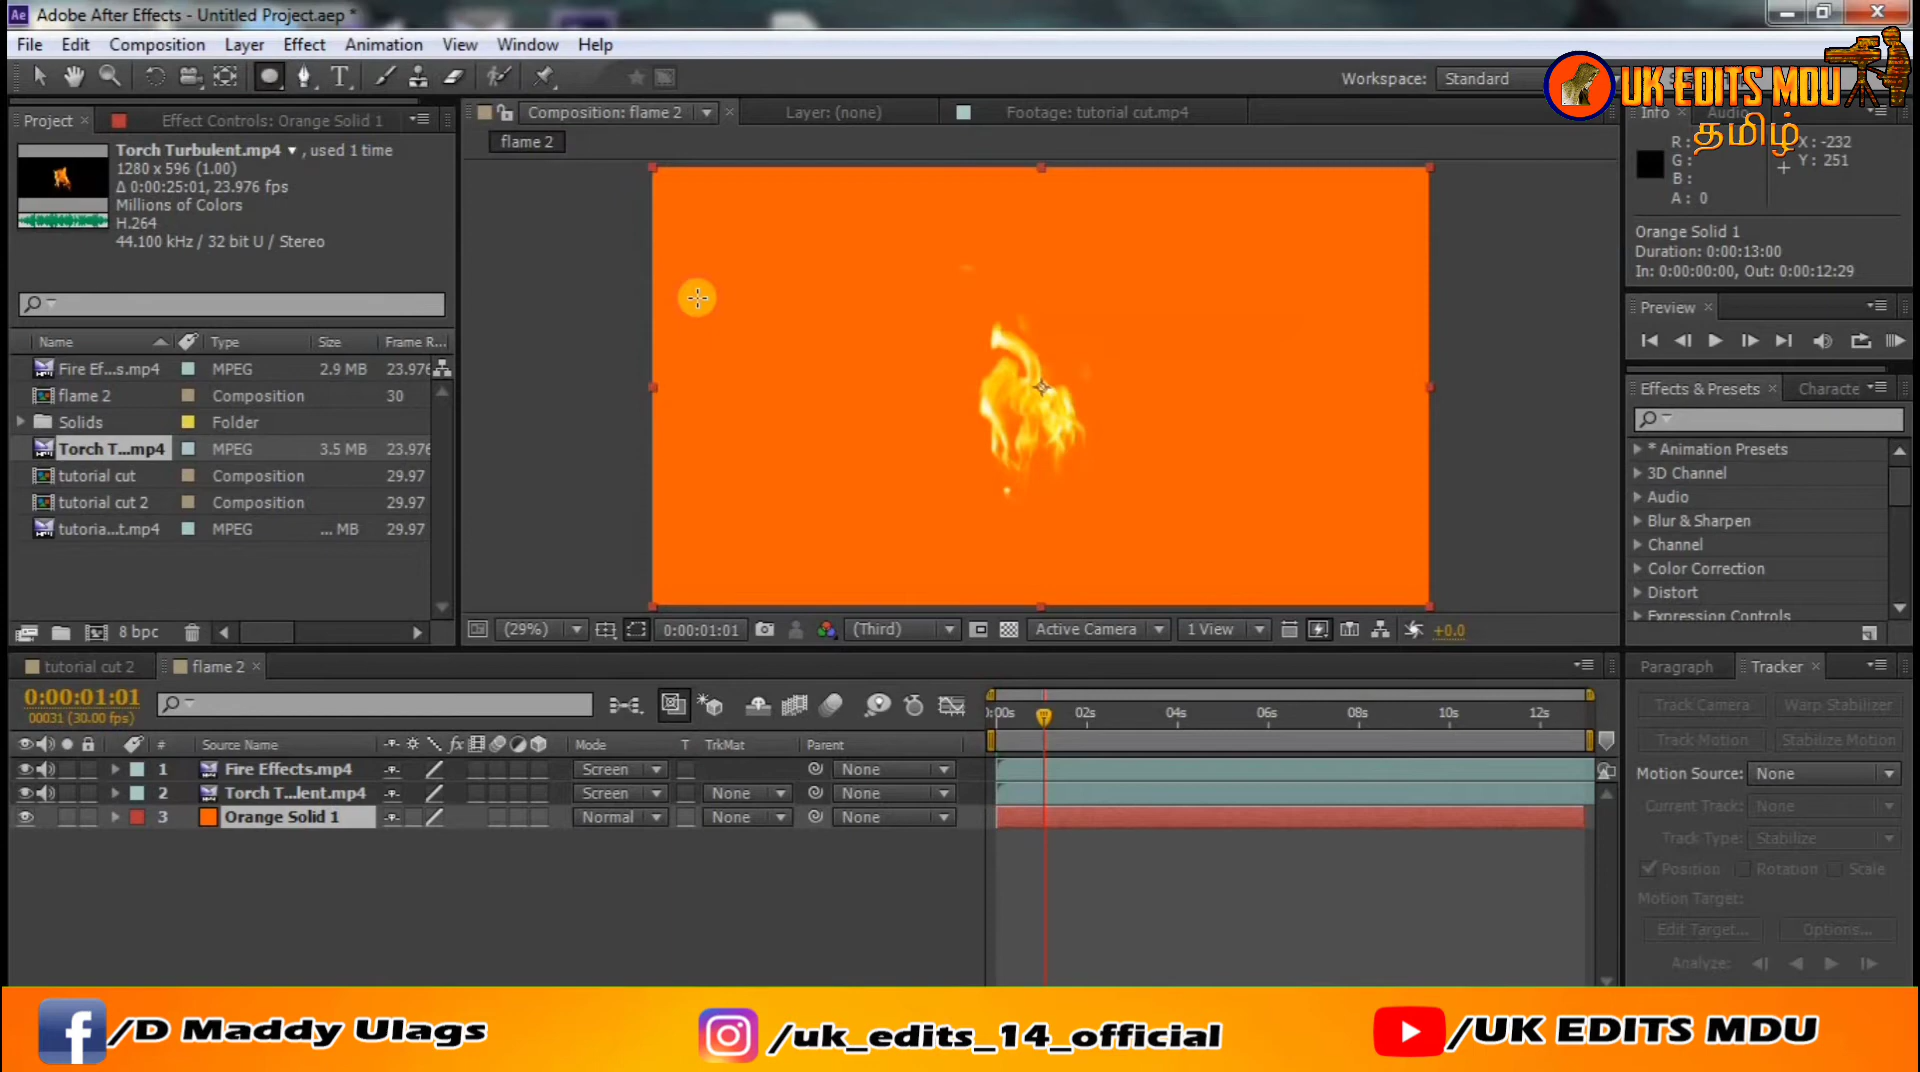 Adobe After Effects - Untitled Project.aep *
File Edit Composition Layer Effect Animation View Window Help
Workspace: Standard
UK EDITS MDU
தமிழ்
Project × Effect Controls: Orange Solid 1
Composition: flame 2 × Layer: (none) Footage: tutorial cut.mp4
flame 2
Torch Turbulent.mp4 , used 1 time
1280 x 596 (1.00)
Δ 0:00:25:01, 23.976 fps
Millions of Colors
H.264
44.100 kHz / 32 bit U / Stereo
Name Type Size Frame R...
Fire Ef...s.mp4 MPEG 2.9 MB 23.976
flame 2 Composition 30
Solids Folder
Torch T...mp4 MPEG 3.5 MB 23.976
tutorial cut Composition 29.97
tutorial cut 2 Composition 29.97
tutoria...t.mp4 MPEG ... MB 29.97
8 bpc
(29%) 0:00:01:01 (Third) Active Camera 1 View +0.0
Info Audio
R: X: -232
G: Y: 251
B:
A: 0
Orange Solid 1
Duration: 0:00:13:00
In: 0:00:00:00, Out: 0:00:12:29
Preview ×
Effects & Presets × Characte
* Animation Presets
3D Channel
Audio
Blur & Sharpen
Channel
Color Correction
Distort
Expression Controls
tutorial cut 2 flame 2 ×
0:00:01:01
00031 (30.00 fps)
0:00s 02s 04s 06s 08s 10s 12s
# Source Name fx Mode T TrkMat Parent
1 Fire Effects.mp4 Screen None
2 Torch T...lent.mp4 Screen None None
3 Orange Solid 1 Normal None None
Paragraph Tracker ×
Track Camera Warp Stabilizer
Track Motion Stabilize Motion
Motion Source: None
Current Track: None
Track Type: Stabilize
Position Rotation Scale
Motion Target:
Edit Target... Options...
Analyze:
/D Maddy Ulags
/uk_edits_14_official
/UK EDITS MDU